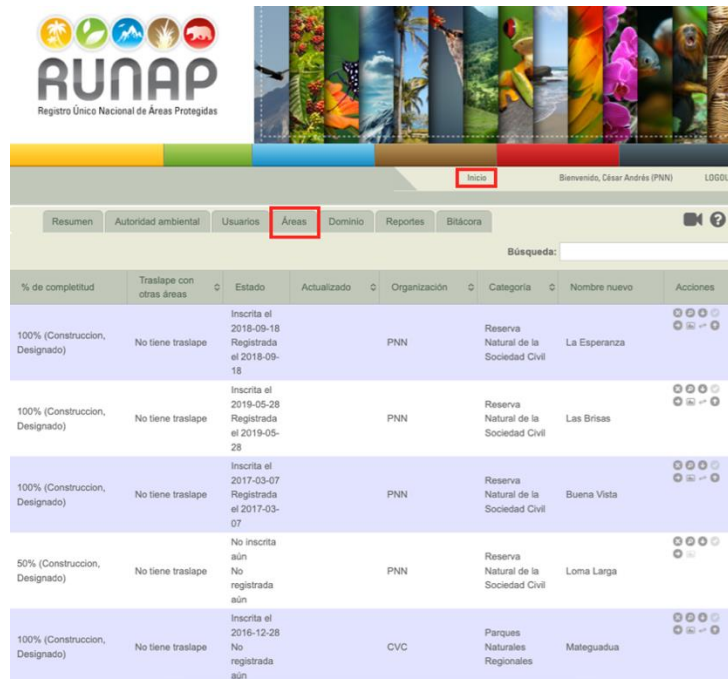 RUNAP
Registro Único Nacional de Áreas Protegidas
Inicio Bienvenido, César Andrés (PNN) LOGOU
Resumen Autoridad ambiental Usuarios Áreas Dominio Reportes Bitácora
Búsqueda:
% de completitud Traslape con otras áreas Estado Actualizado Organización Categoría Nombre nuevo Acciones
100% (Construccion, Designado) No tiene traslape Inscrita el 2018-09-18 Registrada el 2018-09-18 PNN Reserva Natural de la Sociedad Civil La Esperanza
100% (Construccion, Designado) No tiene traslape Inscrita el 2019-05-28 Registrada el 2019-05-28 PNN Reserva Natural de la Sociedad Civil Las Brisas
100% (Construccion, Designado) No tiene traslape Inscrita el 2017-03-07 Registrada el 2017-03-07 PNN Reserva Natural de la Sociedad Civil Buena Vista
50% (Construccion, Designado) No tiene traslape No inscrita aún No registrada aún PNN Reserva Natural de la Sociedad Civil Loma Larga
100% (Construccion, Designado) No tiene traslape Inscrita el 2016-12-28 No registrada aún CVC Parques Naturales Regionales Mateguadua